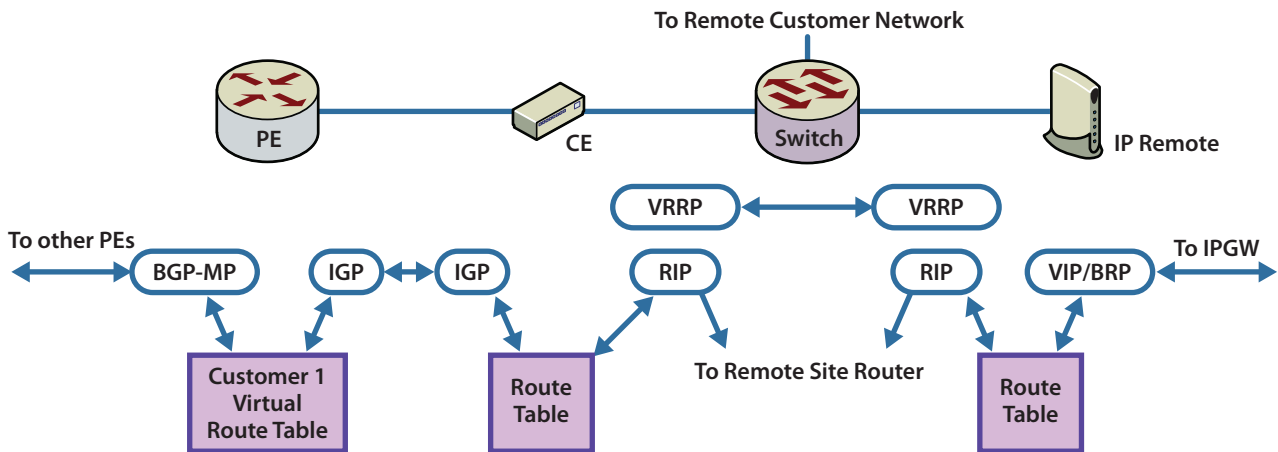 To Remote Customer Network
PE
CE
Switch
IP Remote
VRRP
VRRP
To other PEs
BGP-MP
IGP
IGP
RIP
RIP
VIP/BRP
To IPGW
Customer 1
Virtual
Route Table
Route
Table
To Remote Site Router
Route
Table